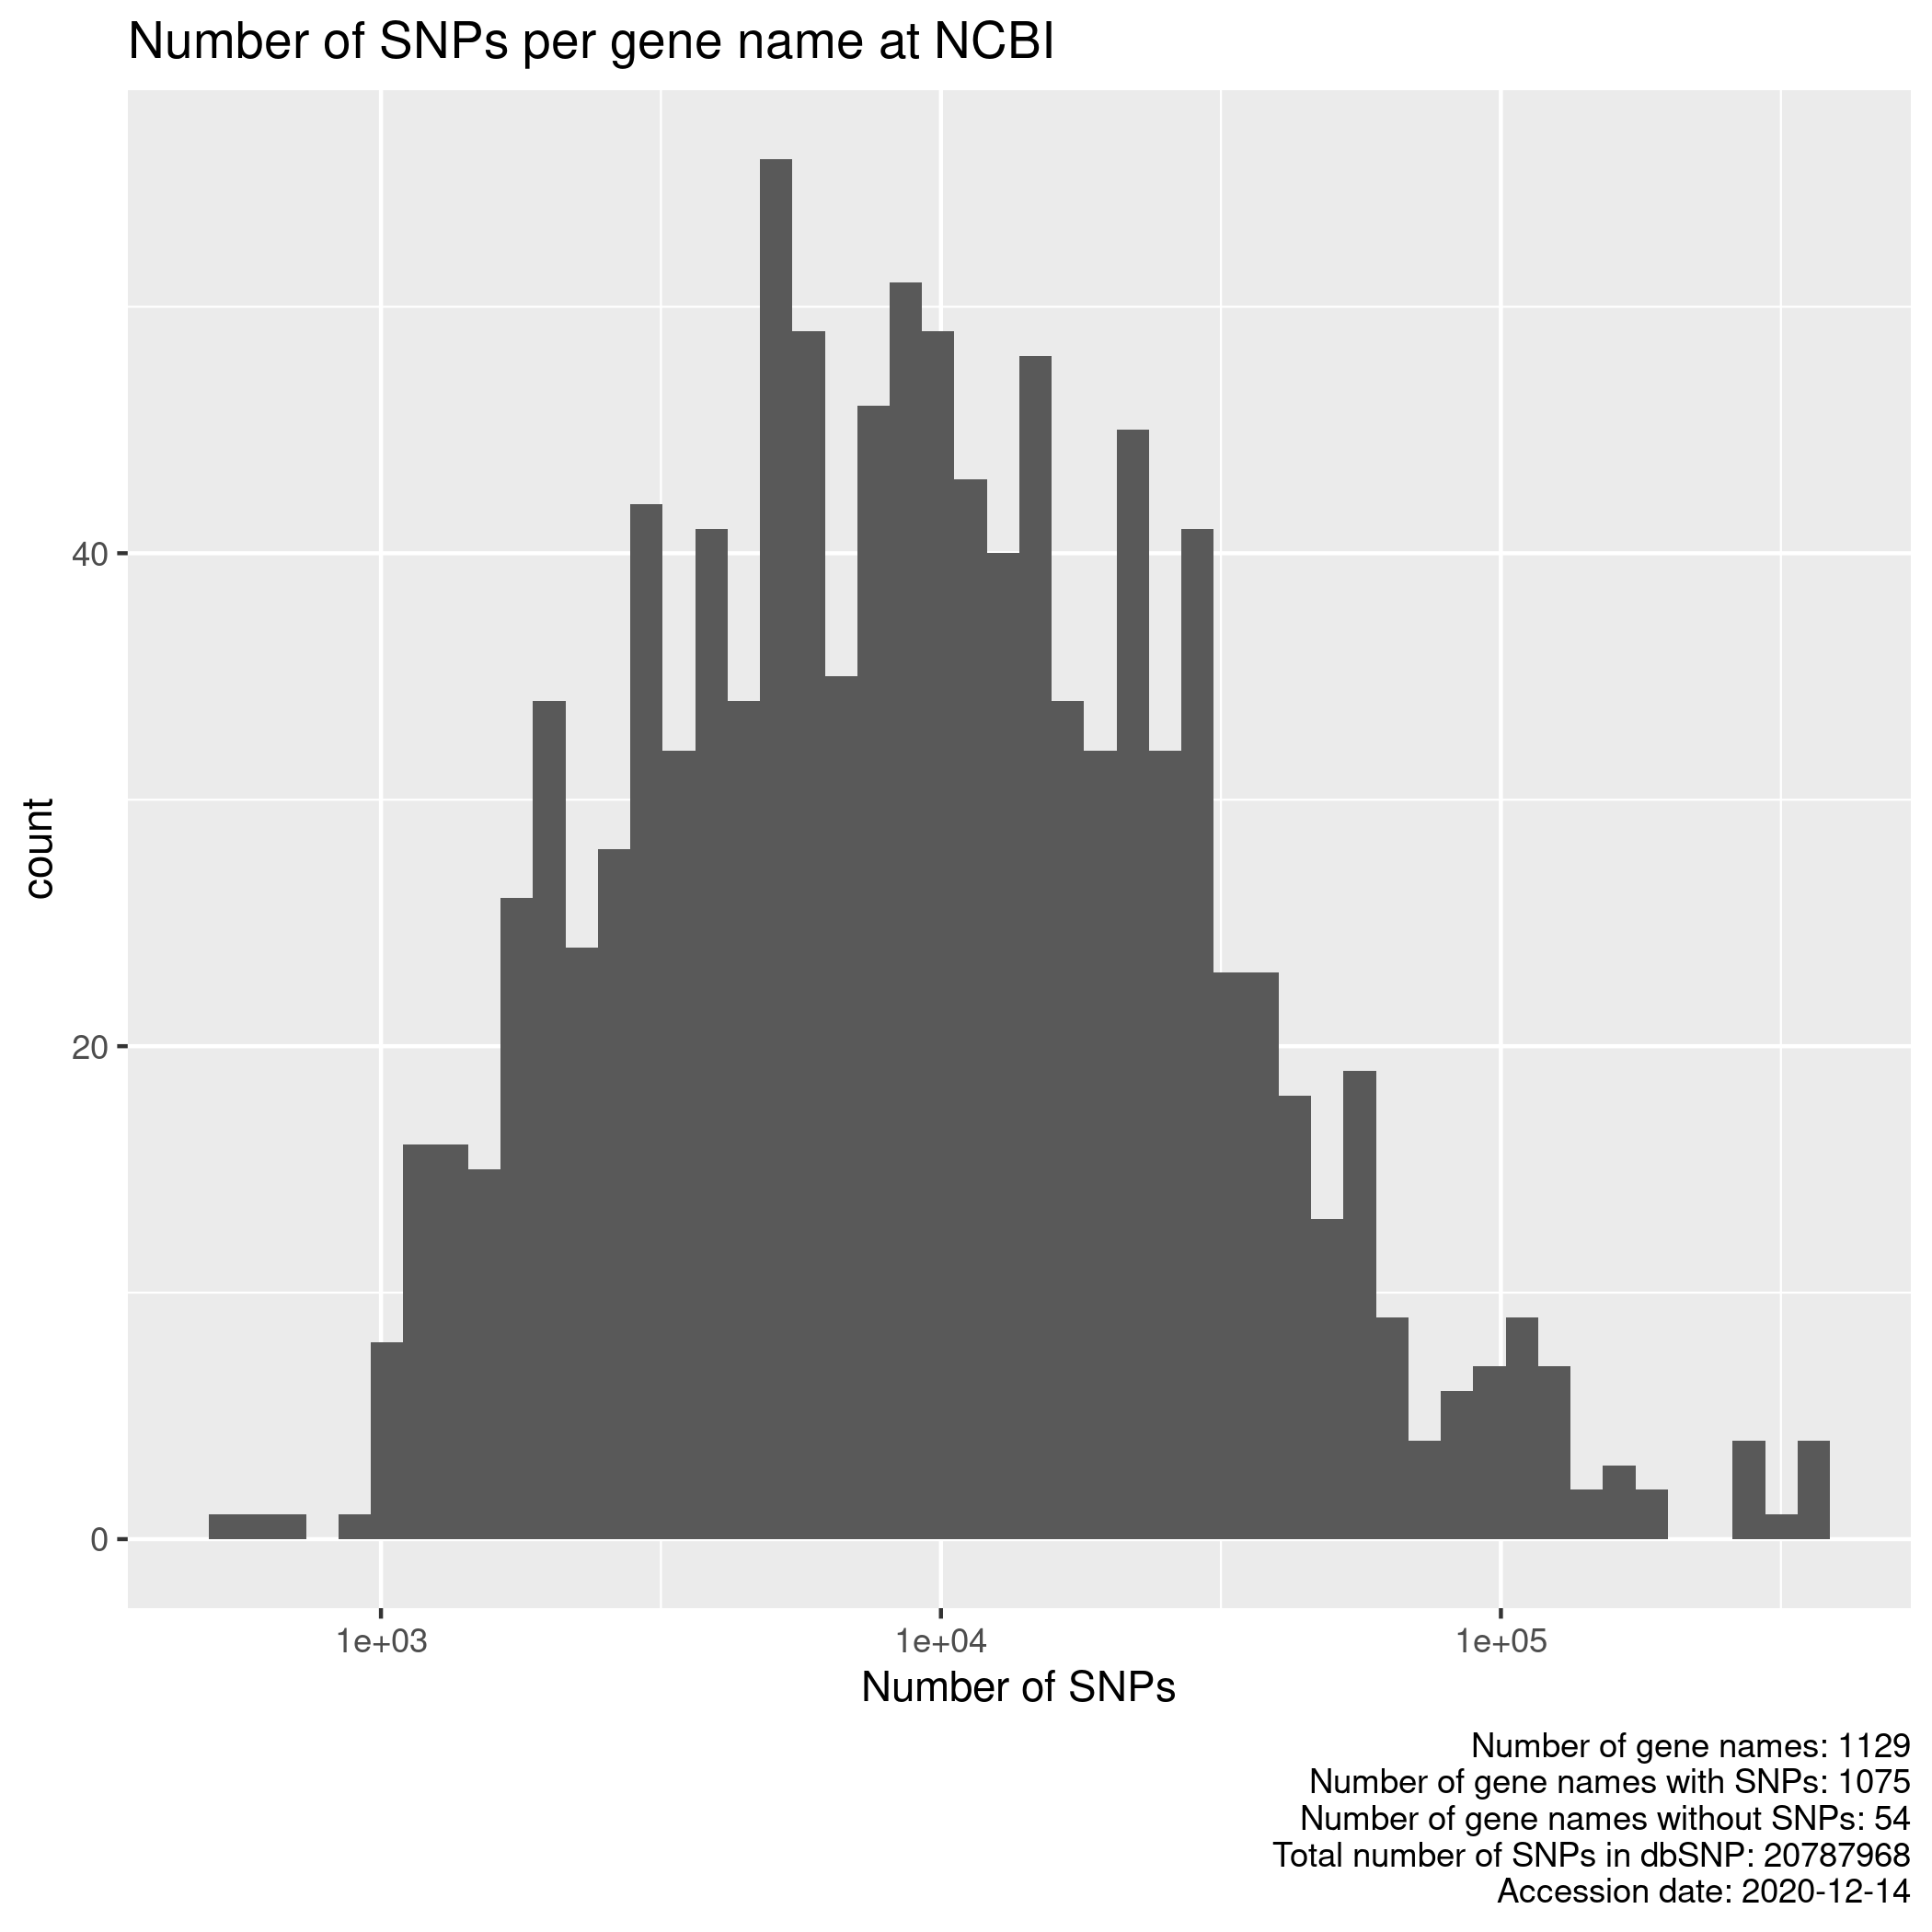 Number of SNPs per gene name at NCBI
count
40
20
0
1e+03 1e+04 1e+05
Number of SNPs
Number of gene names: 1129
Number of gene names with SNPs: 1075
Number of gene names without SNPs: 54
Total number of SNPs in dbSNP: 20787968
Accession date: 2020-12-14